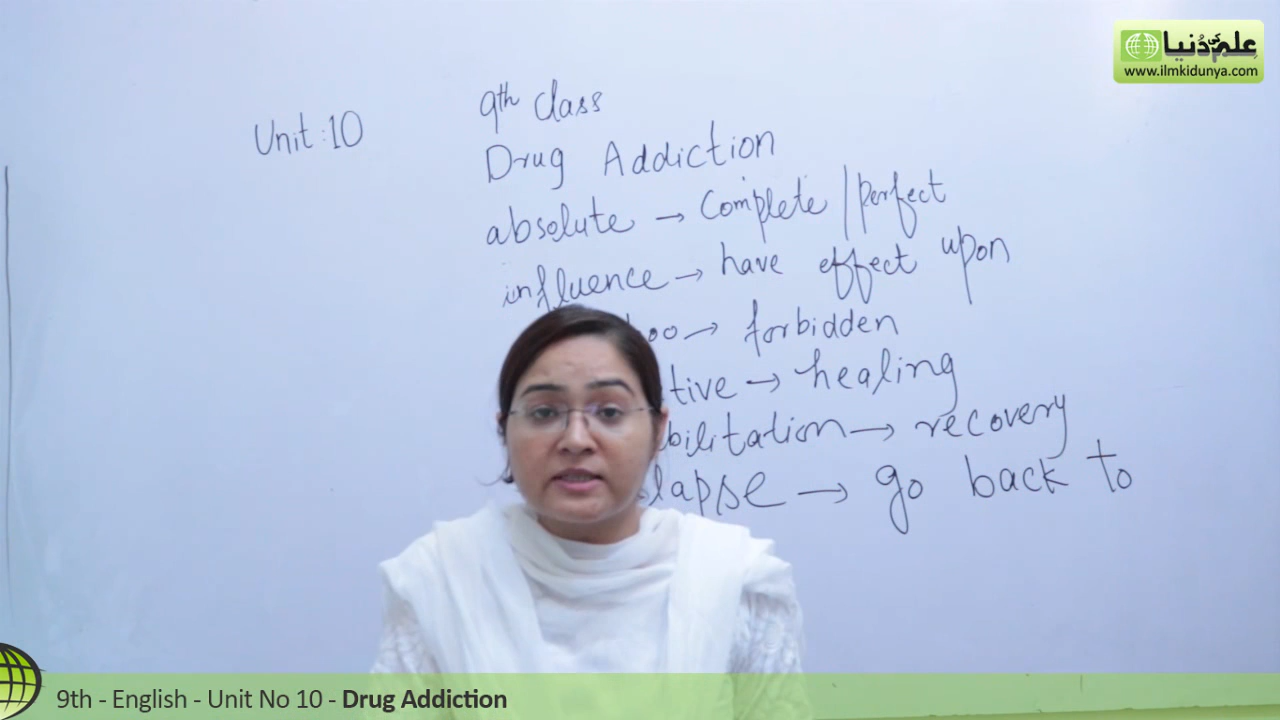 علم کی دُنیا
www.ilmkidunya.com
Unit:10
9th class
Drug Addiction
absolute → Complete / perfect
influence → have effect upon
→ forbidden
→ healing
→ recovery
→ go back to
9th - English - Unit No 10 - Drug Addiction